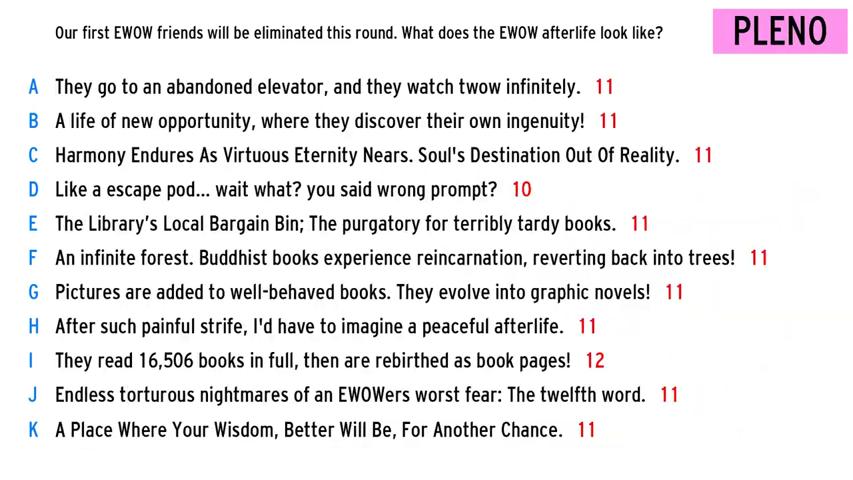 Our first EWOW friends will be eliminated this round. What does the EWOW afterlife look like?
PLENO
A They go to an abandoned elevator, and they watch twow infinitely. 11
B A life of new opportunity, where they discover their own ingenuity! 11
C Harmony Endures As Virtuous Eternity Nears. Soul's Destination Out Of Reality. 11
D Like a escape pod... wait what? you said wrong prompt? 10
E The Library's Local Bargain Bin; The purgatory for terribly tardy books. 11
F An infinite forest. Buddhist books experience reincarnation, reverting back into trees! 11
G Pictures are added to well-behaved books. They evolve into graphic novels! 11
H After such painful strife, I'd have to imagine a peaceful afterlife. 11
I They read 16,506 books in full, then are rebirthed as book pages! 12
J Endless torturous nightmares of an EWOWers worst fear: The twelfth word. 11
K A Place Where Your Wisdom, Better Will Be, For Another Chance. 11